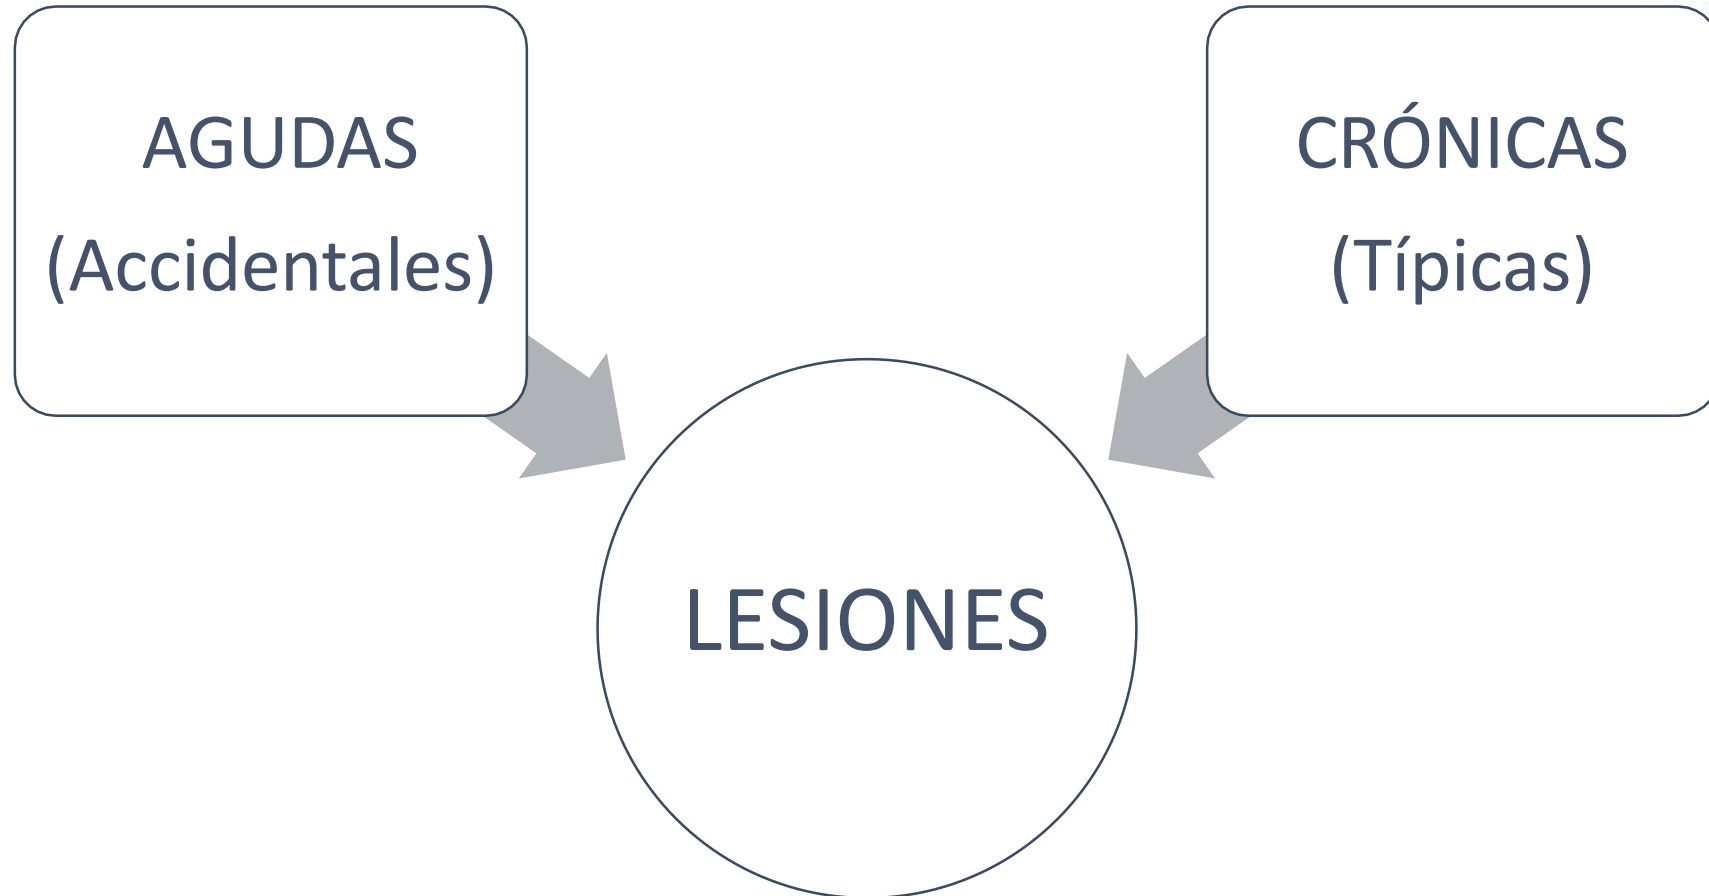 AGUDAS
(Accidentales)
CRÓNICAS
(Típicas)
LESIONES